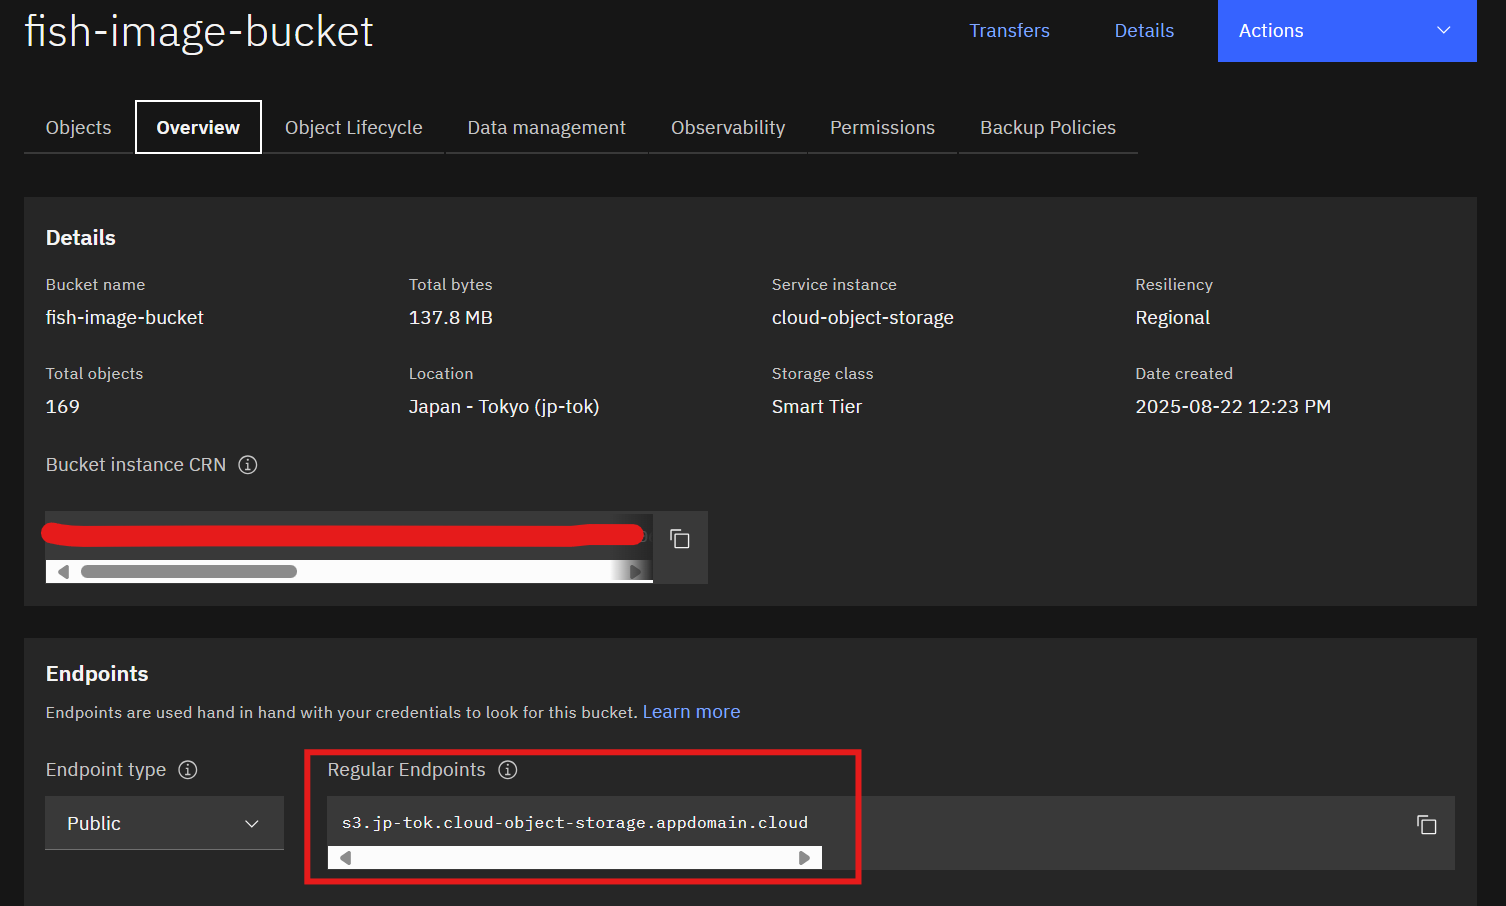 fish-image-bucket
Transfers Details Actions
Objects Overview Object Lifecycle Data management Observability Permissions Backup Policies
Details
Bucket name Total bytes Service instance Resiliency
fish-image-bucket 137.8 MB cloud-object-storage Regional
Total objects Location Storage class Date created
169 Japan - Tokyo (jp-tok) Smart Tier 2025-08-22 12:23 PM
Bucket instance CRN
Endpoints
Endpoints are used hand in hand with your credentials to look for this bucket. Learn more
Endpoint type Regular Endpoints
Public s3.jp-tok.cloud-object-storage.appdomain.cloud